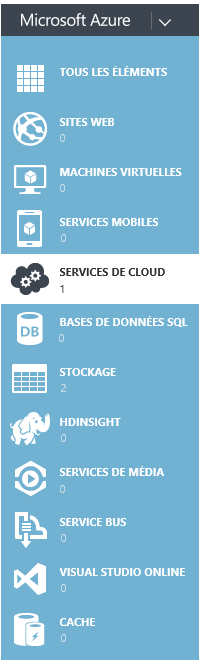 Microsoft Azure
TOUS LES ÉLÉMENTS
SITES WEB
0
MACHINES VIRTUELLES
0
SERVICES MOBILES
0
SERVICES DE CLOUD
1
DB
BASES DE DONNÉES SQL
0
STOCKAGE
2
HDINSIGHT
0
SERVICES DE MÉDIA
0
SERVICE BUS
0
VISUAL STUDIO ONLINE
0
CACHE
0